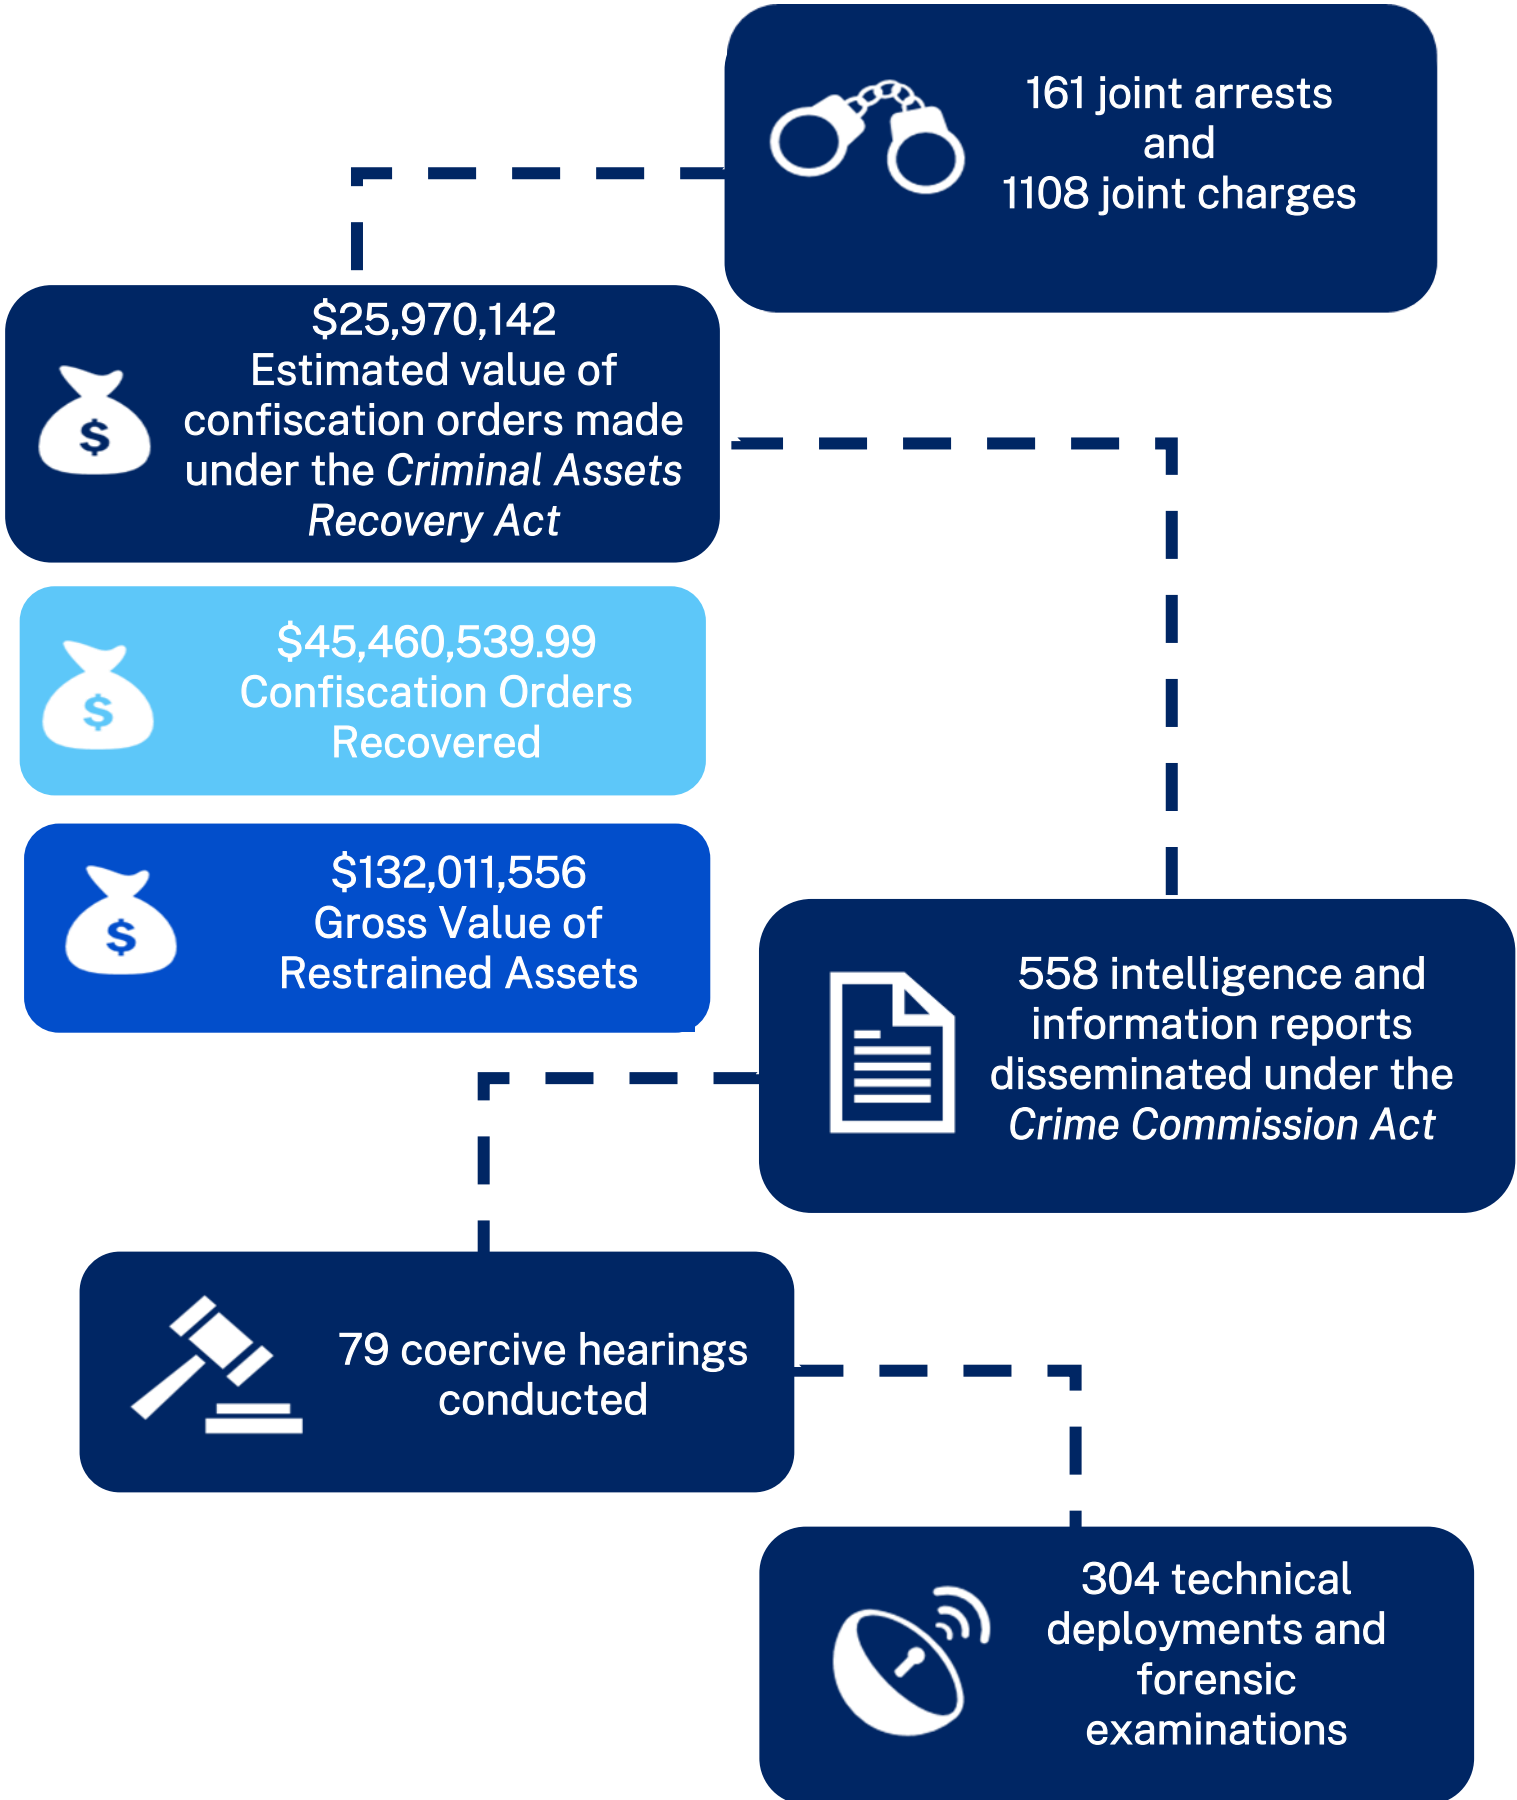 161 joint arrests
and
1108 joint charges
$25,970,142
Estimated value of
confiscation orders made
under the Criminal Assets
Recovery Act
$
$45,460,539.99
Confiscation Orders
Recovered
$
$132,011,556
Gross Value of
Restrained Assets
$
558 intelligence and
information reports
disseminated under the
Crime Commission Act
79 coercive hearings
conducted
304 technical
deployments and
forensic
examinations